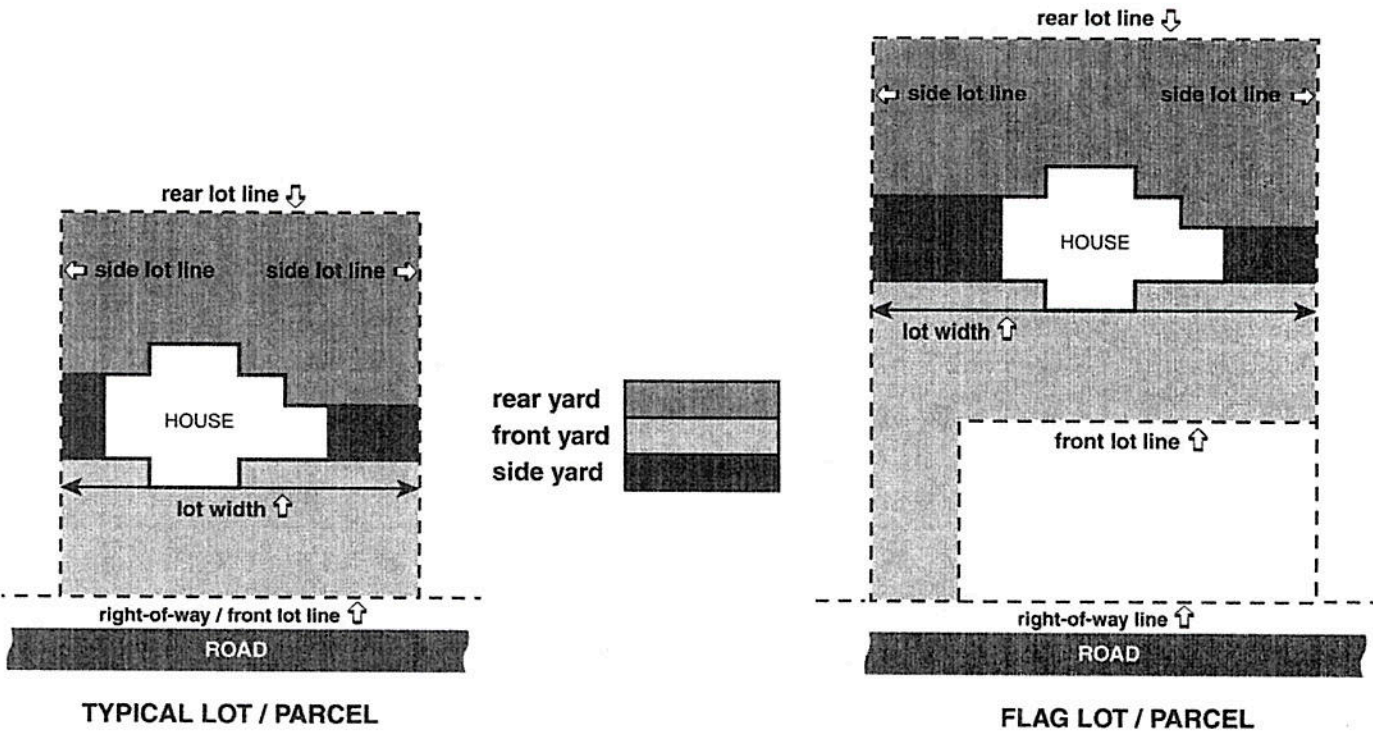 rear lot line
side lot line side lot line
HOUSE
lot width
right-of-way / front lot line
ROAD
TYPICAL LOT / PARCEL
rear yard
front yard
side yard
rear lot line
side lot line side lot line
HOUSE
lot width
front lot line
right-of-way line
ROAD
FLAG LOT / PARCEL